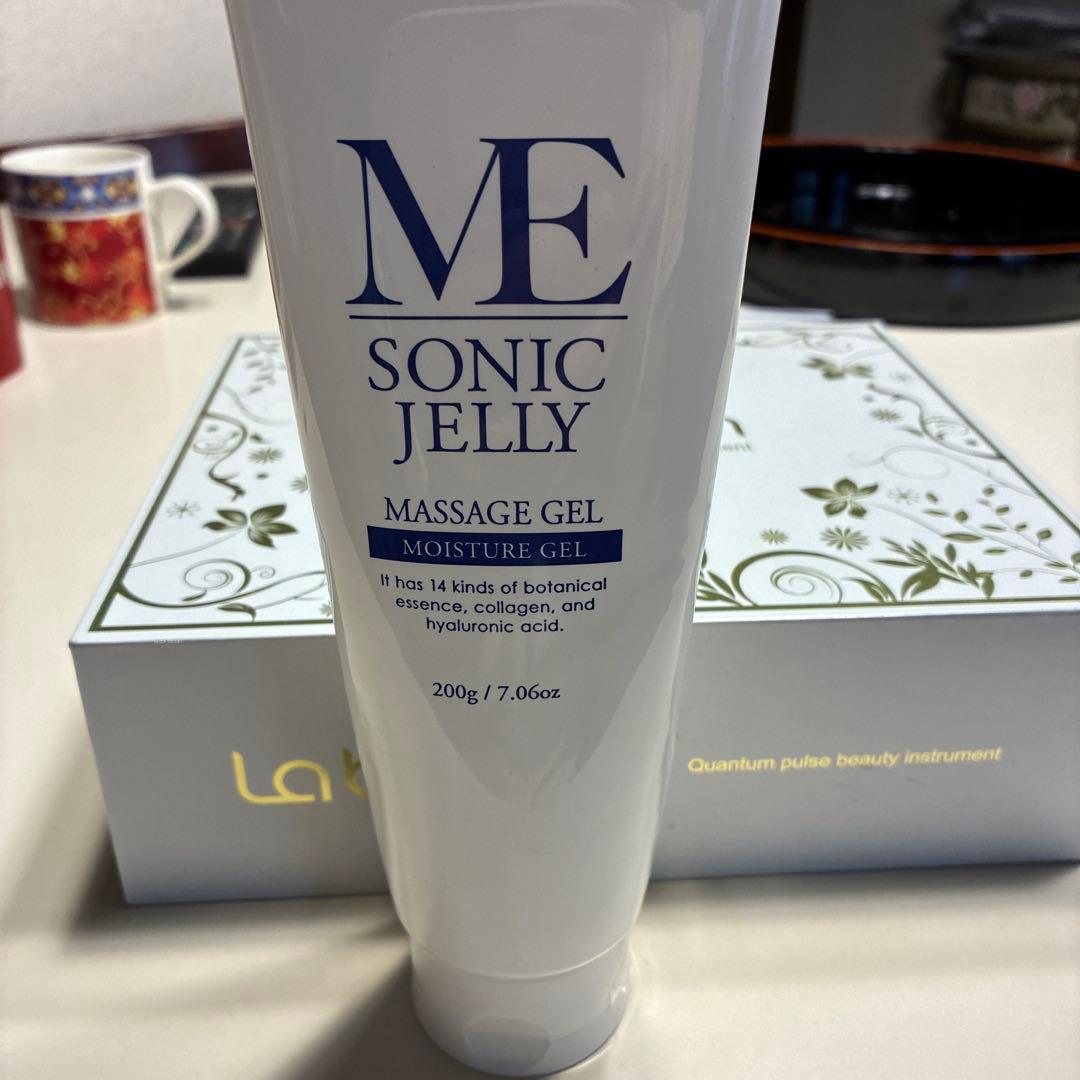 ME
SONIC
JELLY
MASSAGE GEL
MOISTURE GEL
It has 14 kinds of botanical
essence, collagen, and
hyaluronic acid.
200g / 7.06oz
La
Quantum pulse beauty instrument